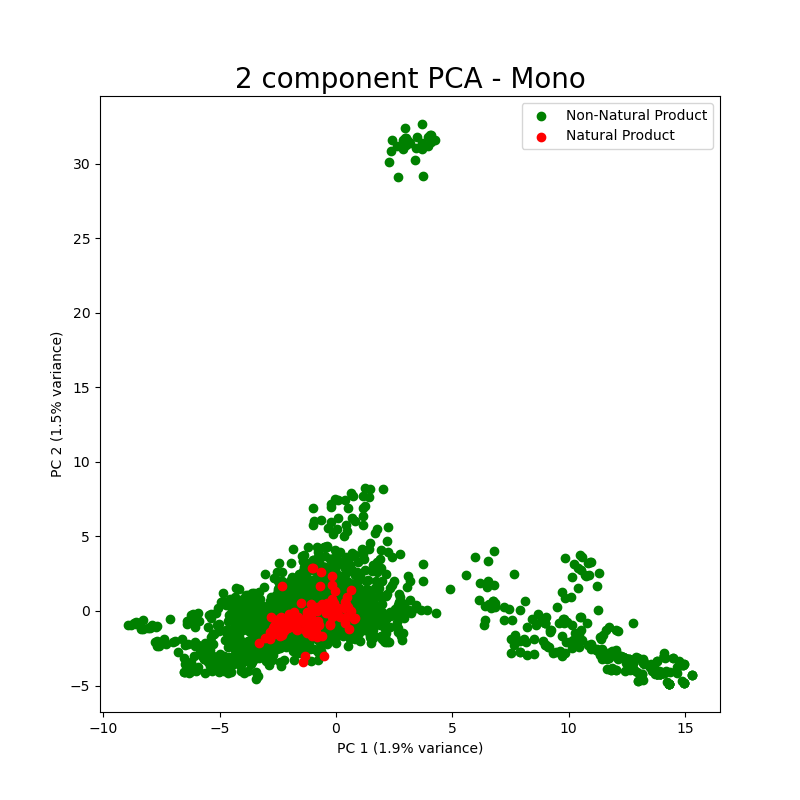 2 component PCA - Mono
Non-Natural Product
Natural Product
30
25
20
15
10
5
0
−5
PC 2 (1.5% variance)
−10
−5
0
5
10
15
PC 1 (1.9% variance)